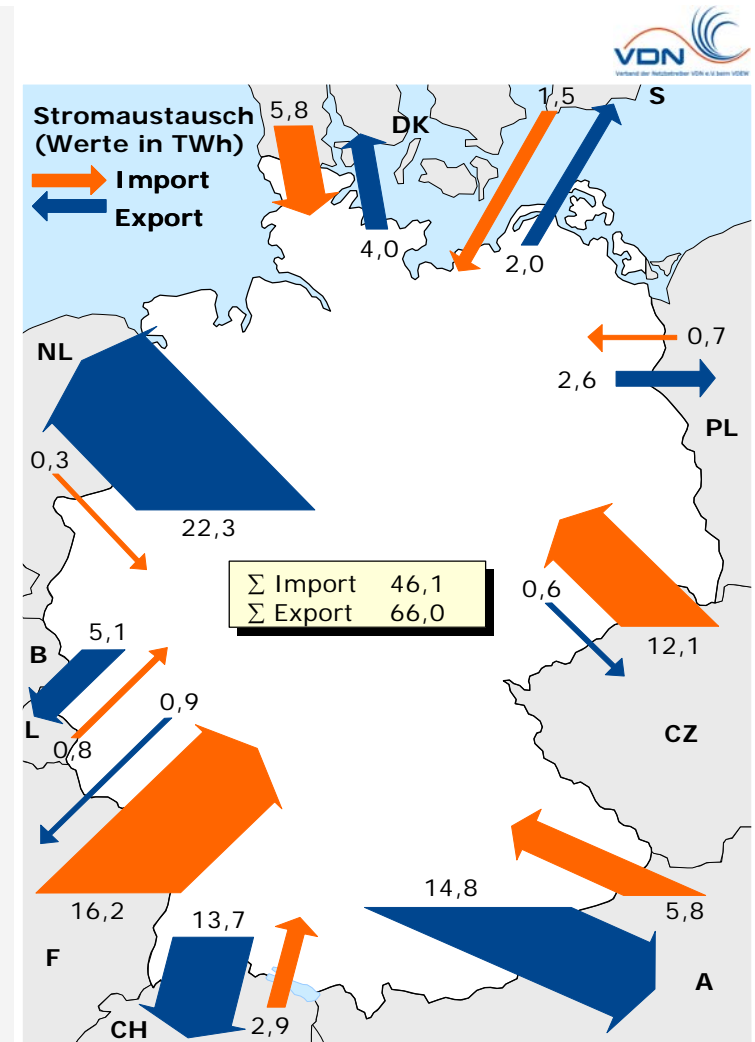 VDN
Verband der Netzbetreiber VDN e.V. beim VDEW
Stromaustausch
(Werte in TWh)
Import
Export
5,8
DK
1,5
S
4,0
2,0
NL
0,7
2,6
PL
0,3
22,3
∑ Import 46,1
∑ Export 66,0
0,6
12,1
5,1
B
0,9
L
0,8
CZ
16,2
13,7
14,8
5,8
F
A
CH
2,9